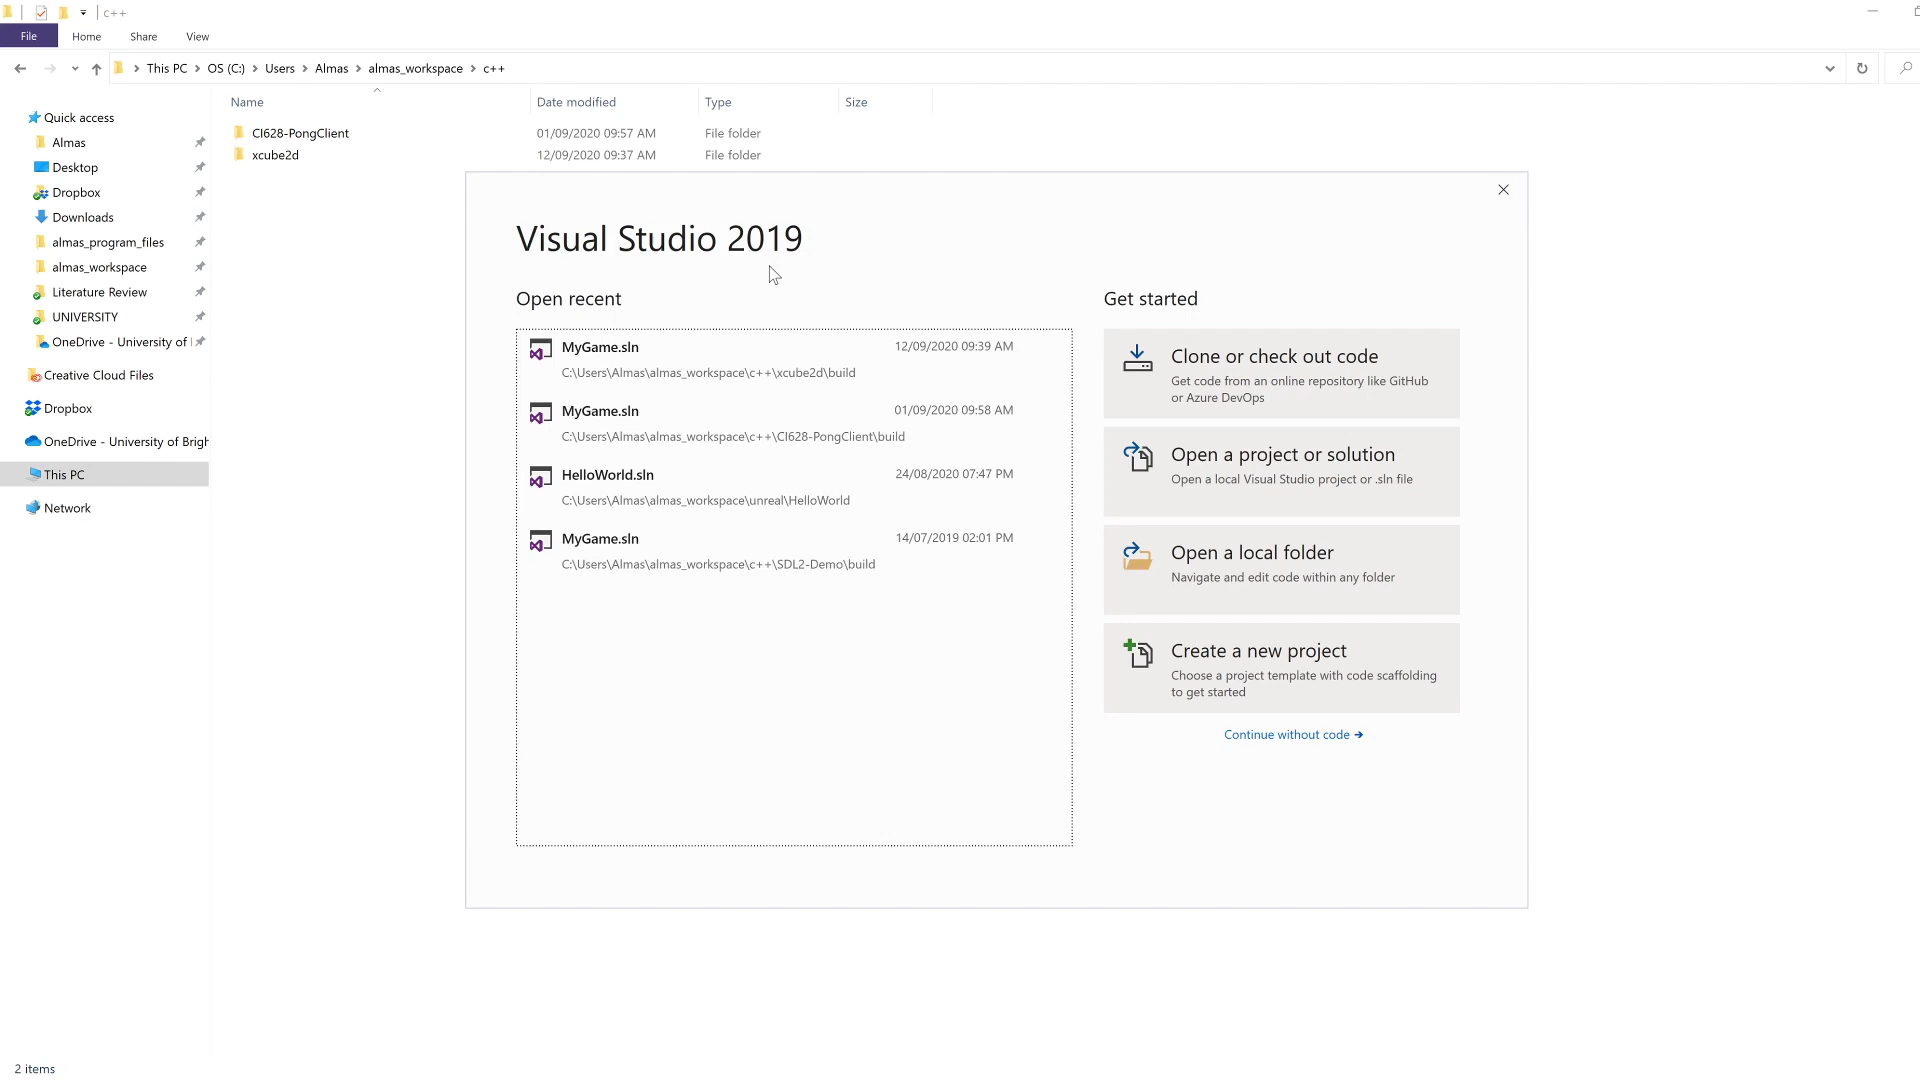 c++
File Home Share View
This PC OS (C:) Users Almas almas_workspace c++
Name Date modified Type Size
CI628-PongClient 01/09/2020 09:57 AM File folder
xcube2d 12/09/2020 09:37 AM File folder
Quick access
Almas
Desktop
Dropbox
Downloads
almas_program_files
almas_workspace
Literature Review
UNIVERSITY
OneDrive - University of
Creative Cloud Files
Dropbox
OneDrive - University of Brigh
This PC
Network
Visual Studio 2019
Open recent
MyGame.sln 12/09/2020 09:39 AM
C:\Users\Almas\almas_workspace\c++\xcube2d\build
MyGame.sln 01/09/2020 09:58 AM
C:\Users\Almas\almas_workspace\c++\CI628-PongClient\build
HelloWorld.sln 24/08/2020 07:47 PM
C:\Users\Almas\almas_workspace\unreal\HelloWorld
MyGame.sln 14/07/2019 02:01 PM
C:\Users\Almas\almas_workspace\c++\SDL2-Demo\build
Get started
Clone or check out code
Get code from an online repository like GitHub
or Azure DevOps
Open a project or solution
Open a local Visual Studio project or .sln file
Open a local folder
Navigate and edit code within any folder
Create a new project
Choose a project template with code scaffolding
to get started
Continue without code
2 items